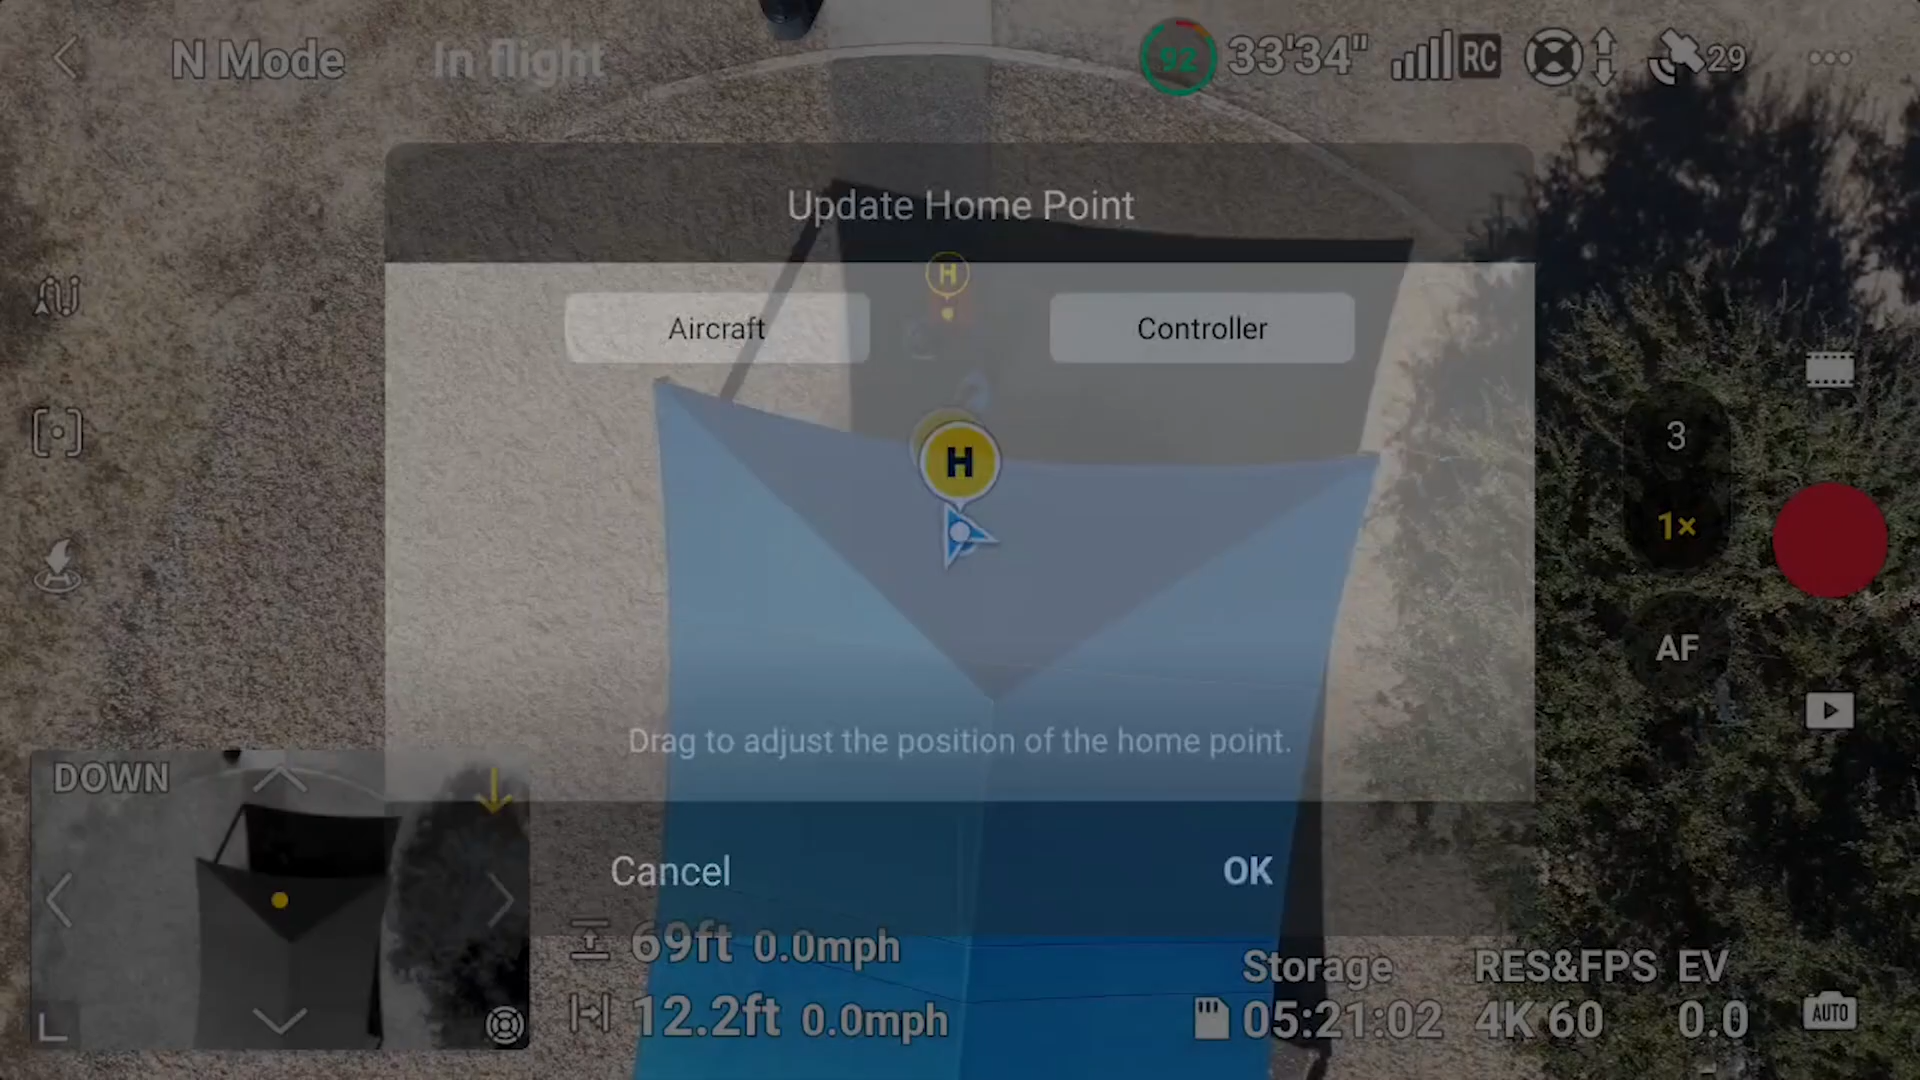 N Mode
In flight
92
33'34"
RC
29
Update Home Point
H
Aircraft
Controller
H
3
1×
AF
Drag to adjust the position of the home point.
DOWN
Cancel
OK
69ft 0.0mph
12.2ft 0.0mph
Storage
05:21:02
RES&FPS
4K 60
EV
0.0
AUTO